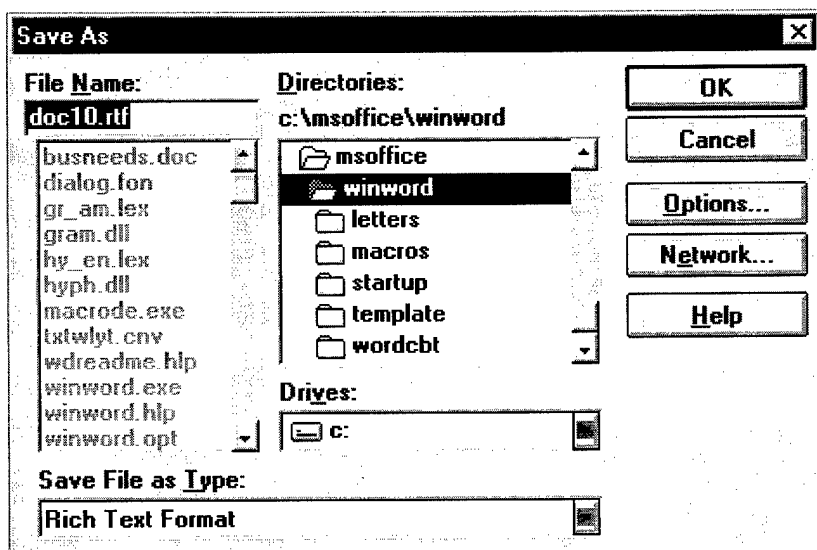 Save As
File Name:
doc10.rtf
busneeds.doc
dialog.fon
gr_am.lex
gram.dll
hy_en.lex
hyph.dll
macrode.exe
txtwlyt.cnv
wdreadme.hlp
winword.exe
winword.hlp
winword.opt
Directories:
c:\msoffice\winword
msoffice
winword
letters
macros
startup
template
wordcbt
Drives:
c:
OK
Cancel
Options...
Network...
Help
Save File as Type:
Rich Text Format